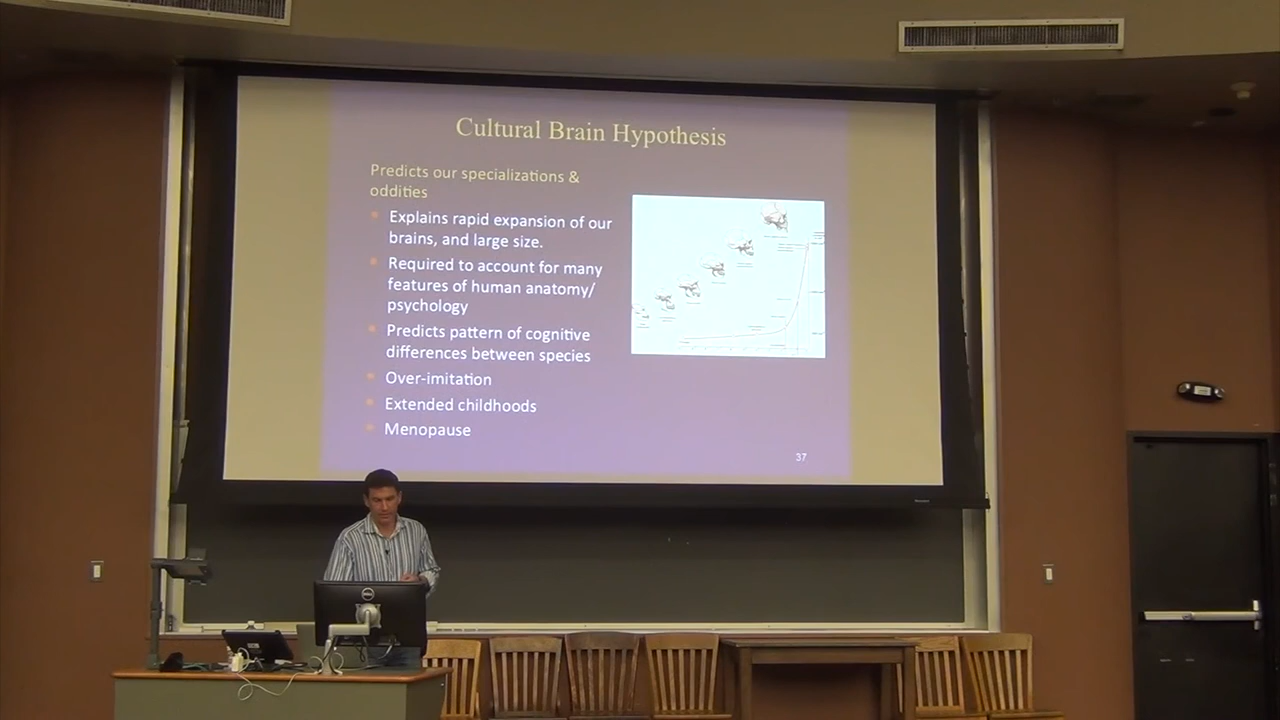 Cultural Brain Hypothesis
Predicts our specializations &
oddities
Explains rapid expansion of our
brains, and large size.
Required to account for many
features of human anatomy/
psychology
Predicts pattern of cognitive
differences between species
Over-imitation
Extended childhoods
Menopause
37
DELL